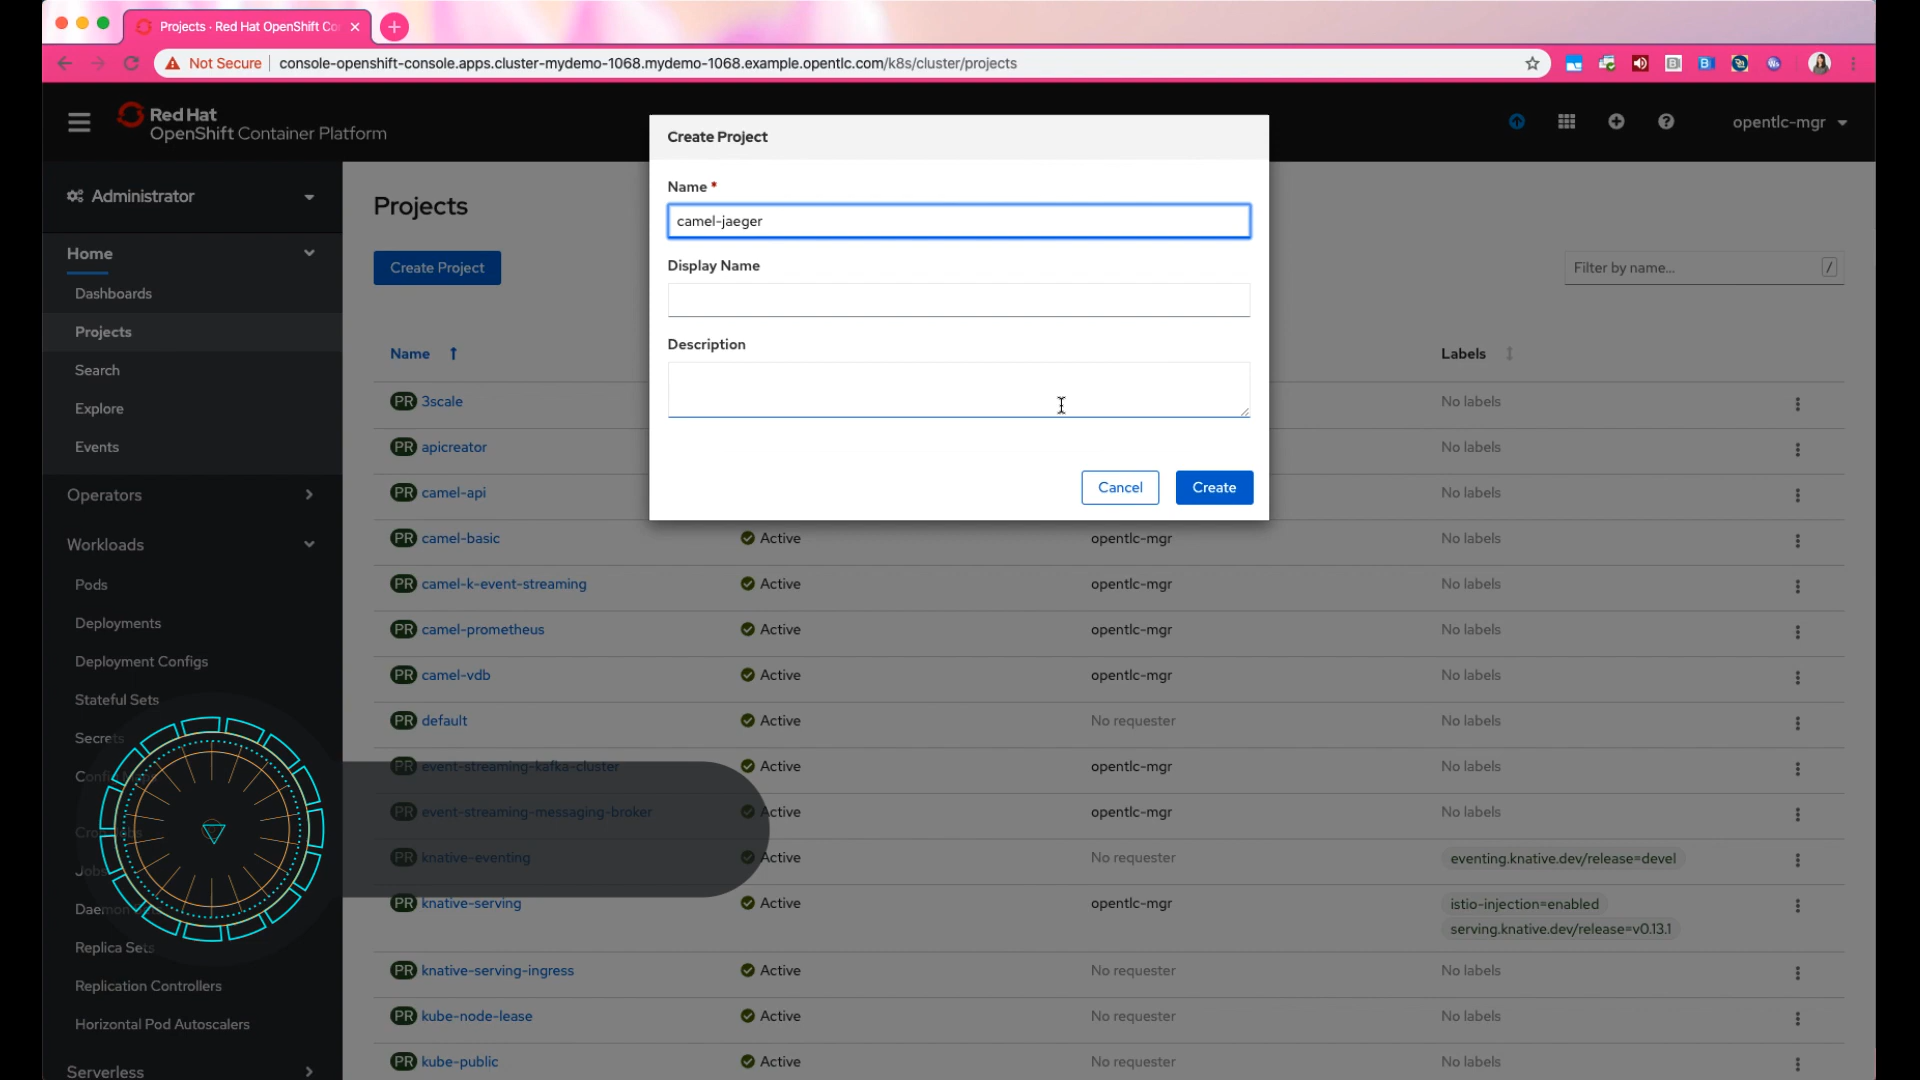 Projects · Red Hat OpenShift Co
Not Secure
console-openshift-console.apps.cluster-mydemo-1068.mydemo-1068.example.opentlc.com/k8s/cluster/projects
Red Hat
OpenShift Container Platform
opentlc-mgr
Administrator
Home
Dashboards
Projects
Search
Explore
Events
Operators
Workloads
Pods
Deployments
Deployment Configs
Stateful Sets
Secrets
Replica Sets
Replication Controllers
Horizontal Pod Autoscalers
Serverless
Projects
Create Project
Filter by name...
/
Create Project
Name *
camel-jaeger
Display Name
Description
Cancel
Create
Name
Labels
PR 3scale No labels
PR apicreator No labels
PR camel-api No labels
PR camel-basic Active opentlc-mgr No labels
PR camel-k-event-streaming Active opentlc-mgr No labels
PR camel-prometheus Active opentlc-mgr No labels
PR camel-vdb Active opentlc-mgr No labels
PR default Active No requester No labels
PR event-streaming-kafka-cluster Active opentlc-mgr No labels
PR event-streaming-messaging-broker Active opentlc-mgr No labels
PR knative-eventing Active No requester eventing.knative.dev/release=devel
PR knative-serving Active opentlc-mgr istio-injection=enabled
serving.knative.dev/release=v0.13.1
PR knative-serving-ingress Active No requester No labels
PR kube-node-lease Active No requester No labels
PR kube-public Active No requester No labels